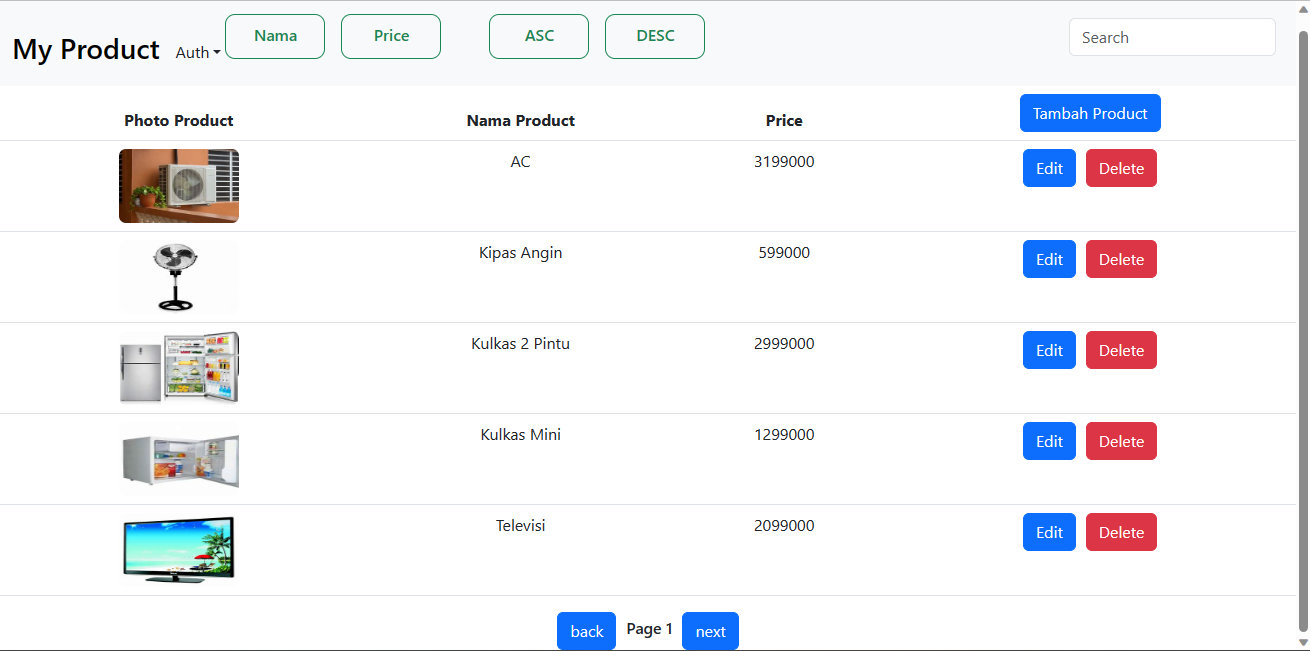 My Product Auth Nama Price ASC DESC Search
Photo Product Nama Product Price Tambah Product
AC 3199000 Edit Delete
Kipas Angin 599000 Edit Delete
Kulkas 2 Pintu 2999000 Edit Delete
Kulkas Mini 1299000 Edit Delete
Televisi 2099000 Edit Delete
back Page 1 next